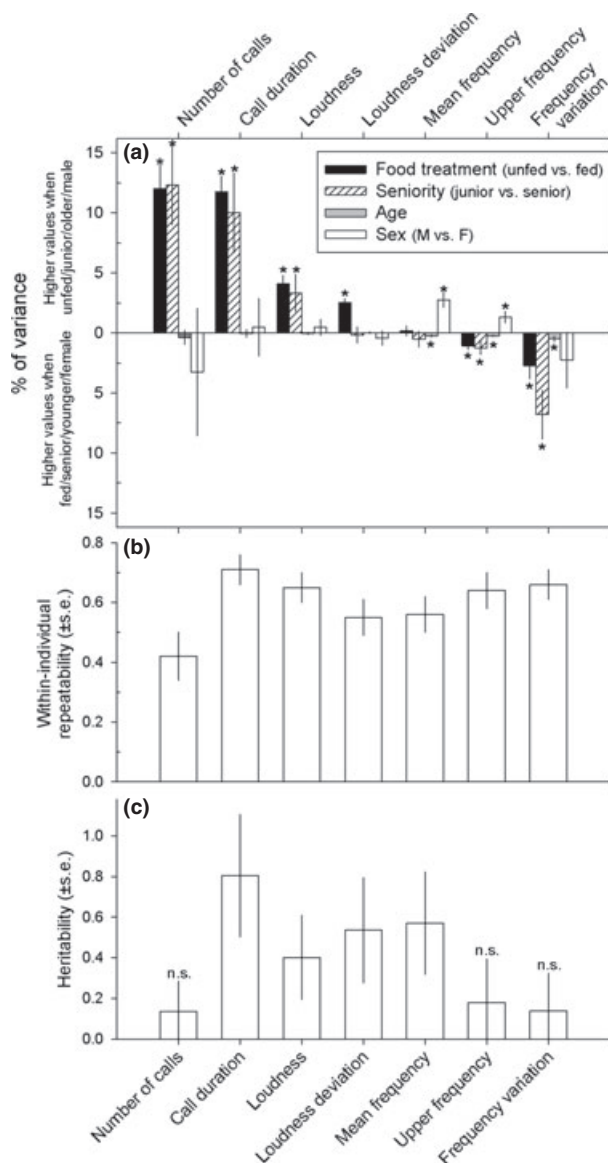 Number of calls
Call duration
Loudness
Loudness deviation
Mean frequency
Upper frequency
Frequency
variation
(a)
Food treatment (unfed vs. fed)
Seniority (junior vs. senior)
Age
Sex (M vs. F)
% of variance
Higher values when
unfed/junior/older/male
Higher values when
fed/senior/younger/female
15
10
5
0
5
10
15
* * * * * * * * * * * * * * * *
(b)
Within-individual
repeatability (±s.e.)
0.8
0.6
0.4
0.2
0.0
(c)
Heritability (±s.e.)
1.0
0.8
0.6
0.4
0.2
0.0
n.s.
n.s.
n.s.
Number of calls
Call duration
Loudness
Loudness deviation
Mean frequency
Upper frequency
Frequency variation